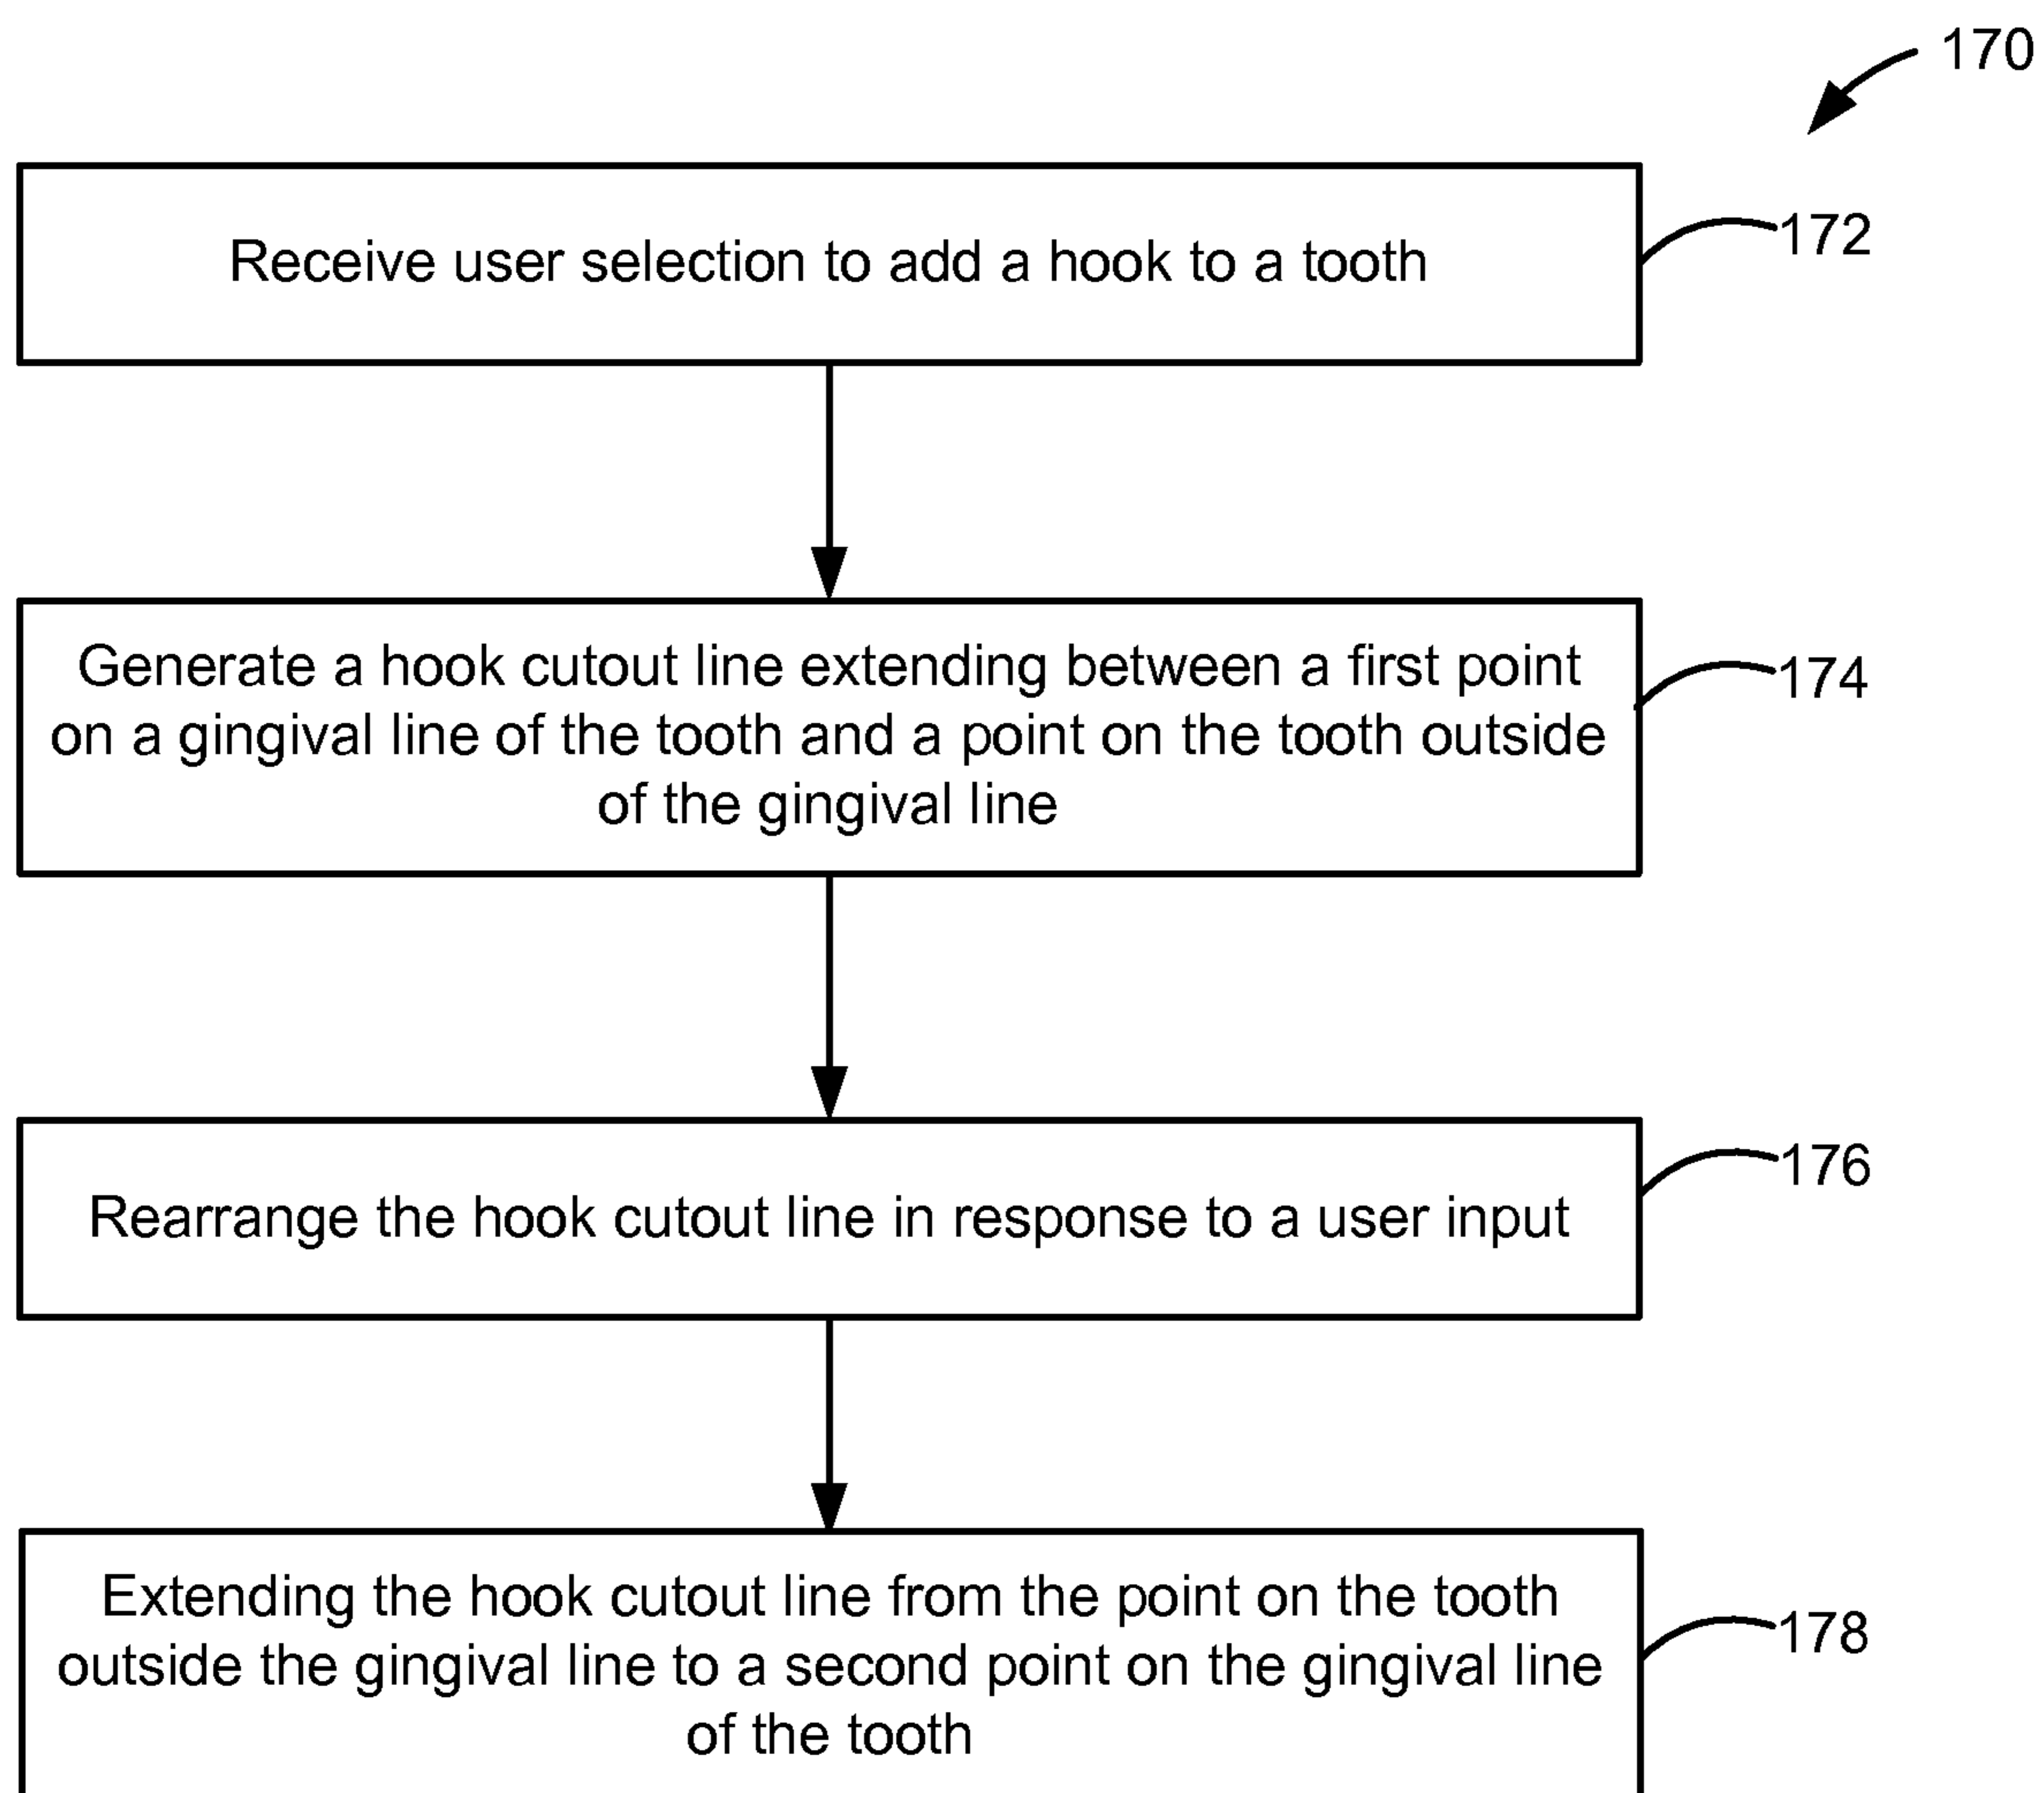 170
Receive user selection to add a hook to a tooth
172
Generate a hook cutout line extending between a first point
on a gingival line of the tooth and a point on the tooth outside
of the gingival line
174
Rearrange the hook cutout line in response to a user input
176
Extending the hook cutout line from the point on the tooth
outside the gingival line to a second point on the gingival line
of the tooth
178